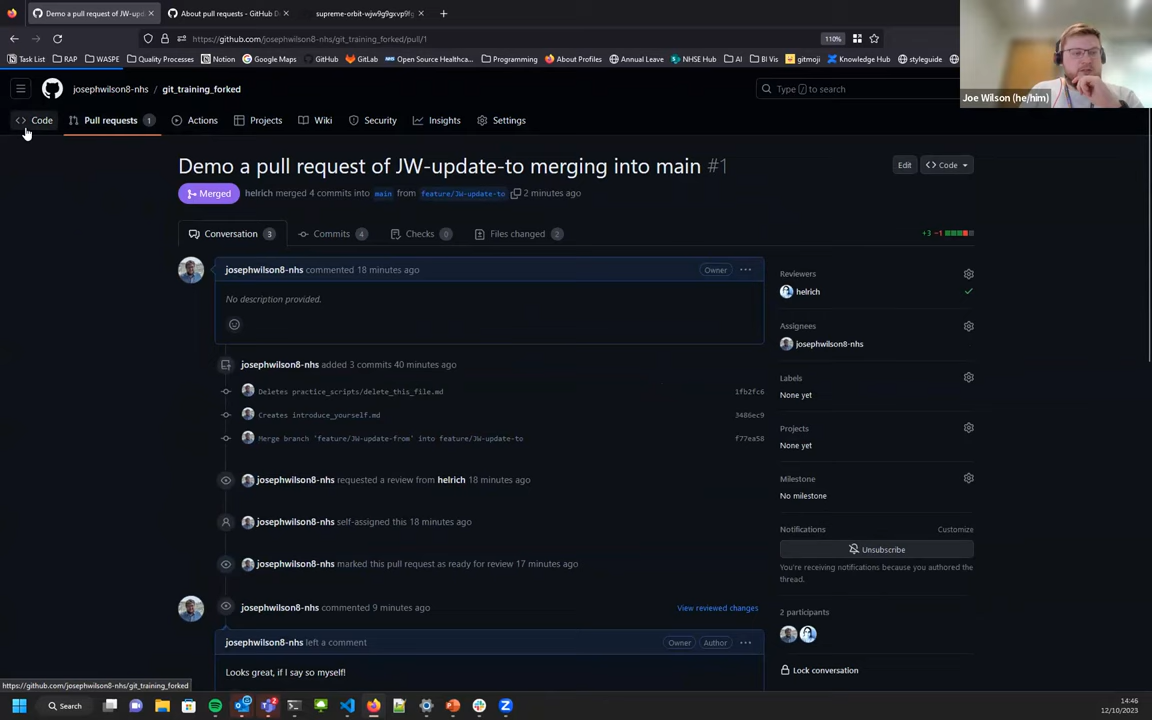 Demo a pull request of JW-upd
About pull requests - GitHub D
supreme-orbit-wjw9g9gxvp9fg
https://github.com/josephwilson8-nhs/git_training_forked/pull/1
110%
Task List
RAP
WASPE
Quality Processes
Notion
Google Maps
GitHub
GitLab
Open Source Healthca...
Programming
About Profiles
Annual Leave
NHSE Hub
AI
BI Vis
gitmoji
Knowledge Hub
styleguide
Joe Wilson (he/him)
josephwilson8-nhs / git_training_forked
Type / to search
Code
Pull requests 1
Actions
Projects
Wiki
Security
Insights
Settings
Demo a pull request of JW-update-to merging into main #1
Edit
Code
Merged
helrich merged 4 commits into main from feature/JW-update-to 2 minutes ago
Conversation 3
Commits 4
Checks 0
Files changed 2
+3 −1
josephwilson8-nhs commented 18 minutes ago
Owner
No description provided.
josephwilson8-nhs added 3 commits 40 minutes ago
Deletes practice_scripts/delete_this_file.md
1fb2fc6
Creates introduce_yourself.md
3486ec9
Merge branch 'feature/JW-update-from' into feature/JW-update-to
f77ea58
josephwilson8-nhs requested a review from helrich 18 minutes ago
josephwilson8-nhs self-assigned this 18 minutes ago
josephwilson8-nhs marked this pull request as ready for review 17 minutes ago
josephwilson8-nhs commented 9 minutes ago
View reviewed changes
josephwilson8-nhs left a comment
Owner
Author
Looks great, if I say so myself!
Reviewers
helrich
Assignees
josephwilson8-nhs
Labels
None yet
Projects
None yet
Milestone
No milestone
Notifications
Customize
Unsubscribe
You're receiving notifications because you authored the
thread.
2 participants
Lock conversation
https://github.com/josephwilson8-nhs/git_training_forked
Search
14:46
12/10/2023